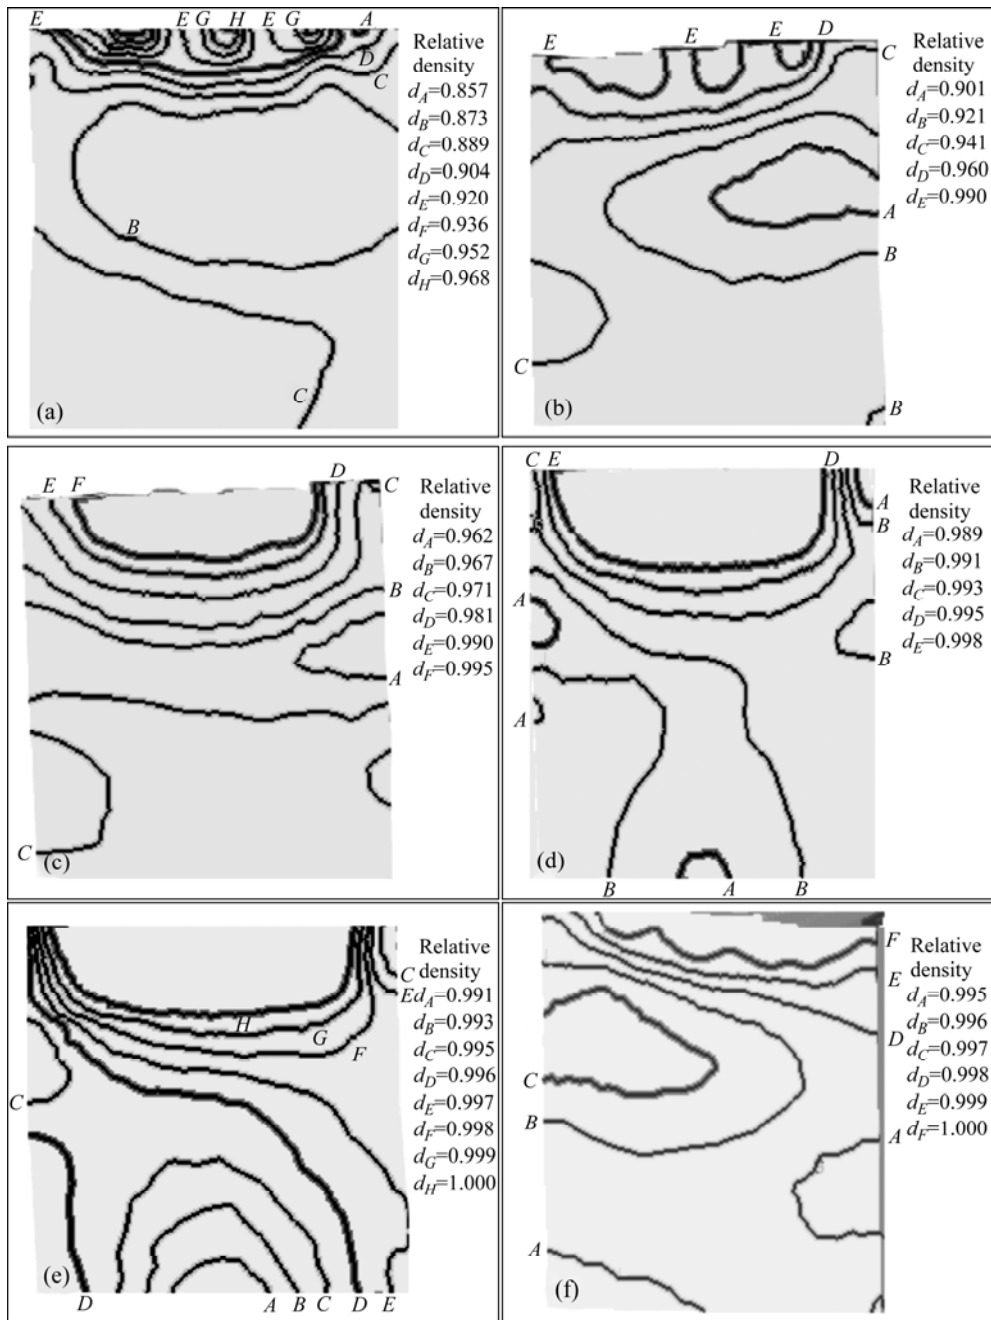 E E G H E G A
D
C
B
C
(a)
Relative
density
d_A=0.857
d_B=0.873
d_C=0.889
d_D=0.904
d_E=0.920
d_F=0.936
d_G=0.952
d_H=0.968
E E E D
C
A
B
C
B
(b)
Relative
density
d_A=0.901
d_B=0.921
d_C=0.941
d_D=0.960
d_E=0.990
E F D
C
B
A
C
(c)
Relative
density
d_A=0.962
d_B=0.967
d_C=0.971
d_D=0.981
d_E=0.990
d_F=0.995
C E D
A
B
A
B
A
B A B
(d)
Relative
density
d_A=0.989
d_B=0.991
d_C=0.993
d_D=0.995
d_E=0.998
C
E
H G F
C
D A B C D E
(e)
Relative
density
d_A=0.991
d_B=0.993
d_C=0.995
d_D=0.996
d_E=0.997
d_F=0.998
d_G=0.999
d_H=1.000
F
E
D
C
B
A
A
(f)
Relative
density
d_A=0.995
d_B=0.996
d_C=0.997
d_D=0.998
d_E=0.999
d_F=1.000